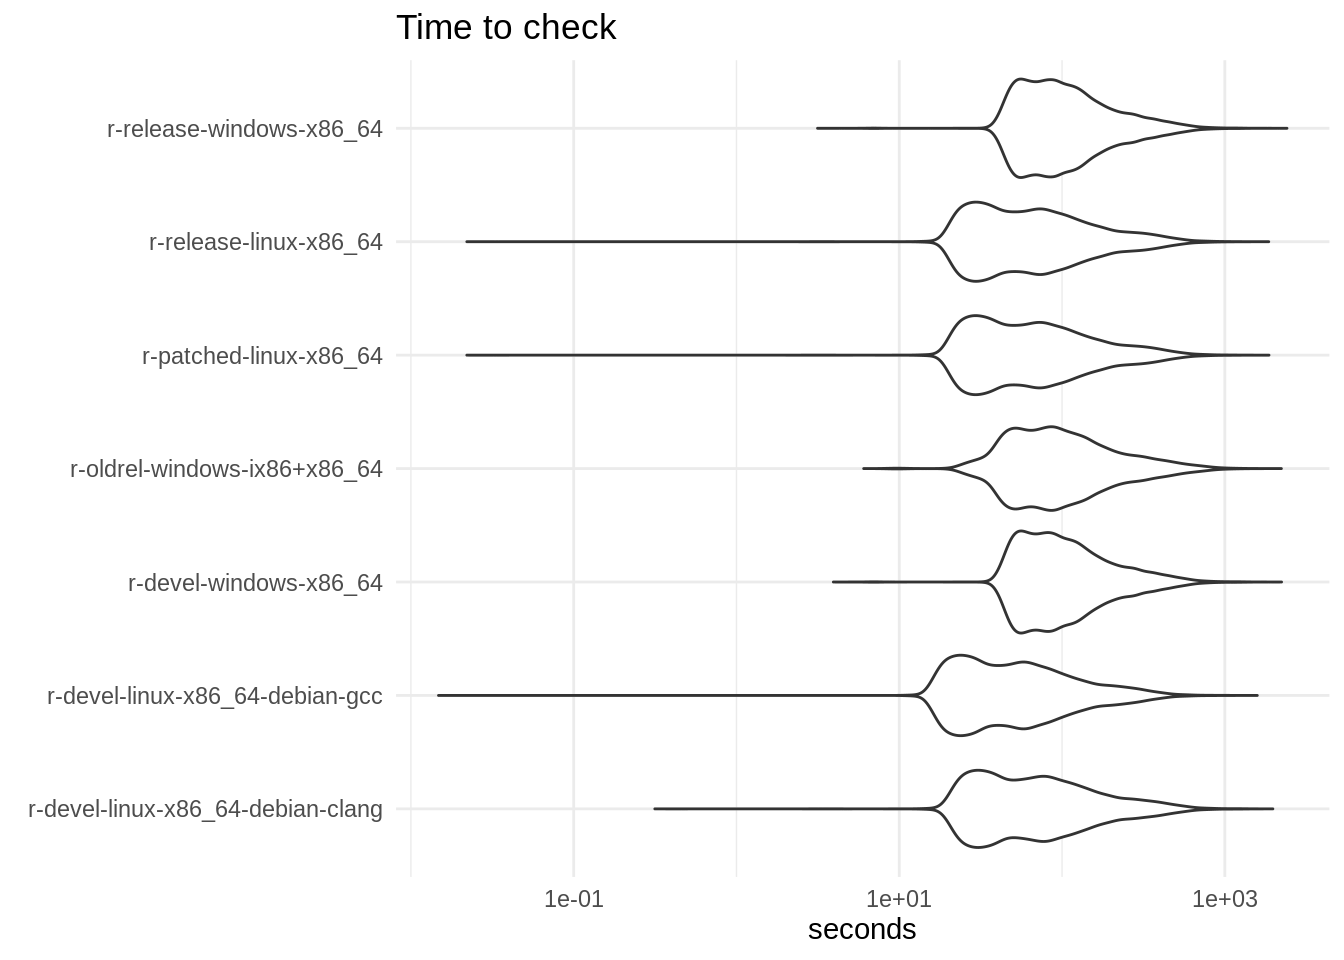 Time to check
r-release-windows-x86_64
r-release-linux-x86_64
r-patched-linux-x86_64
r-oldrel-windows-ix86+x86_64
r-devel-windows-x86_64
r-devel-linux-x86_64-debian-gcc
r-devel-linux-x86_64-debian-clang
1e-01 1e+01 1e+03
seconds